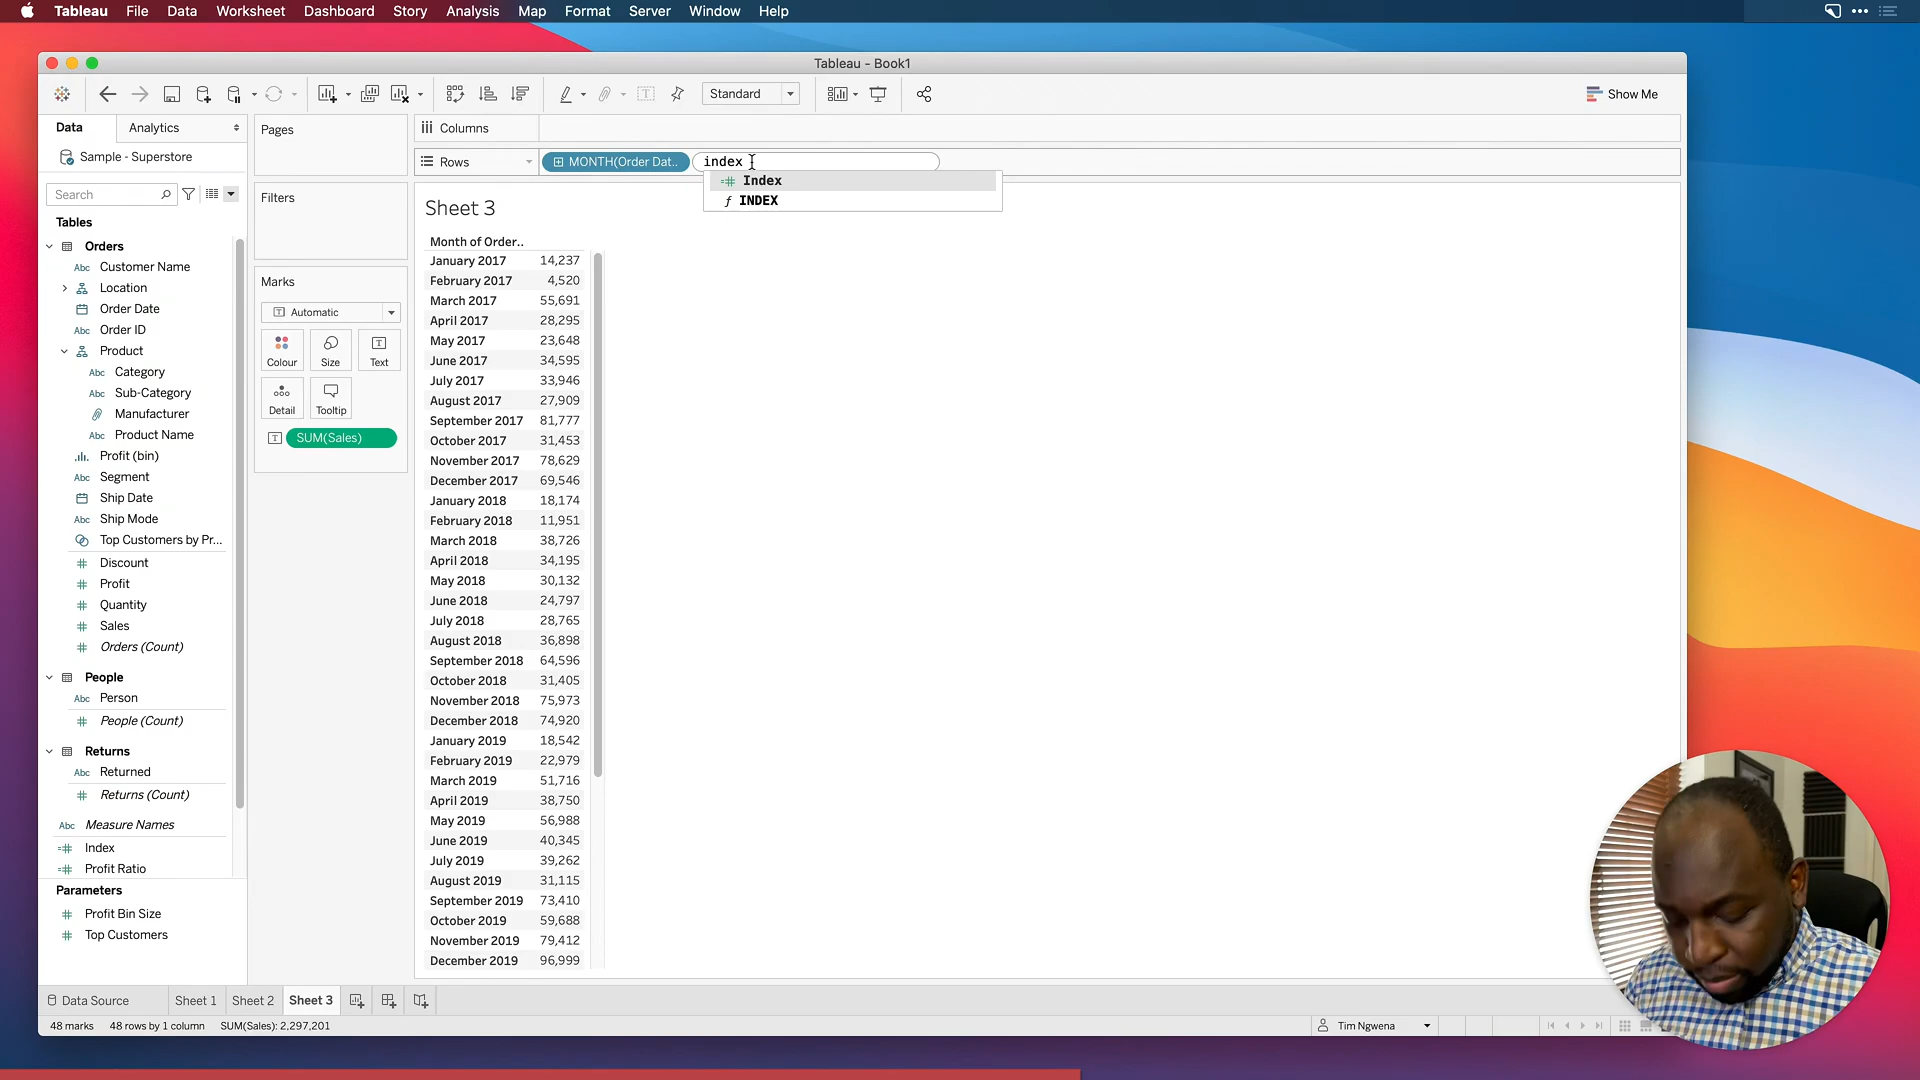 Tableau File Data Worksheet Dashboard Story Analysis Map Format Server Window Help
Tableau - Book1
Standard
Show Me
Data
Analytics
Pages
Columns
Rows
MONTH(Order Dat..
index
Index
INDEX
Sample - Superstore
Search
Tables
Orders
Customer Name
Location
Order Date
Order ID
Product
Category
Sub-Category
Manufacturer
Product Name
Profit (bin)
Segment
Ship Date
Ship Mode
Top Customers by Pr...
Discount
Profit
Quantity
Sales
Orders (Count)
People
Person
People (Count)
Returns
Returned
Returns (Count)
Measure Names
Index
Profit Ratio
Parameters
Profit Bin Size
Top Customers
Filters
Marks
Automatic
Colour
Size
Text
Detail
Tooltip
SUM(Sales)
Sheet 3
Month of Order..
January 2017 14,237
February 2017 4,520
March 2017 55,691
April 2017 28,295
May 2017 23,648
June 2017 34,595
July 2017 33,946
August 2017 27,909
September 2017 81,777
October 2017 31,453
November 2017 78,629
December 2017 69,546
January 2018 18,174
February 2018 11,951
March 2018 38,726
April 2018 34,195
May 2018 30,132
June 2018 24,797
July 2018 28,765
August 2018 36,898
September 2018 64,596
October 2018 31,405
November 2018 75,973
December 2018 74,920
January 2019 18,542
February 2019 22,979
March 2019 51,716
April 2019 38,750
May 2019 56,988
June 2019 40,345
July 2019 39,262
August 2019 31,115
September 2019 73,410
October 2019 59,688
November 2019 79,412
December 2019 96,999
Data Source
Sheet 1
Sheet 2
Sheet 3
48 marks
48 rows by 1 column
SUM(Sales): 2,297,201
Tim Ngwena